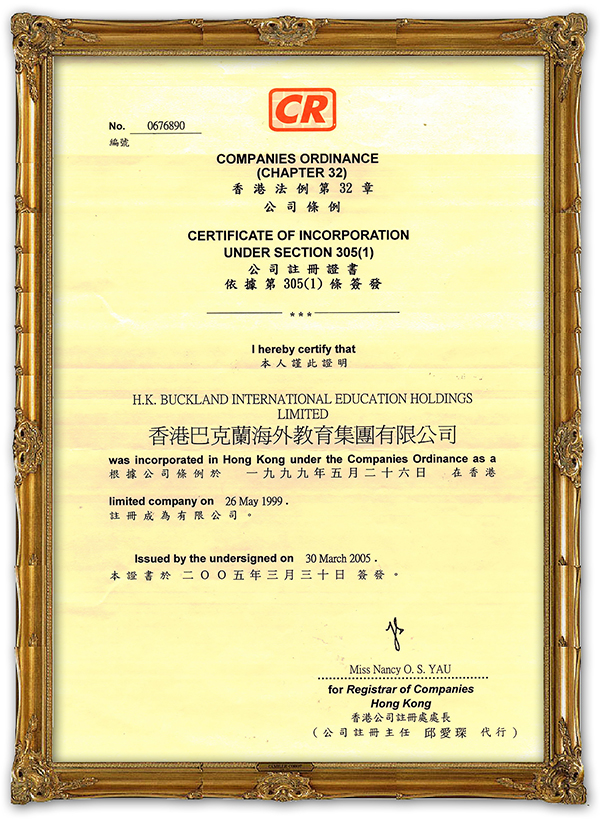 CR
No. 0676890
編號
COMPANIES ORDINANCE
(CHAPTER 32)
香港法例第32章
公司條例
CERTIFICATE OF INCORPORATION
UNDER SECTION 305(1)
公司註冊證書
依據第305(1)條簽發
***
I hereby certify that
本人謹此證明
H.K. BUCKLAND INTERNATIONAL EDUCATION HOLDINGS
LIMITED
香港巴克蘭海外教育集團有限公司
was incorporated in Hong Kong under the Companies Ordinance as a
根據公司條例於 一九九九年五月二十六日 在香港
limited company on 26 May 1999 .
註冊成為有限公司。
Issued by the undersigned on 30 March 2005 .
本證書於二〇〇五年三月三十日簽發。
Miss Nancy O. S. YAU
for Registrar of Companies
Hong Kong
香港公司註冊處處長
(公司註冊主任 邱愛琛 代行)